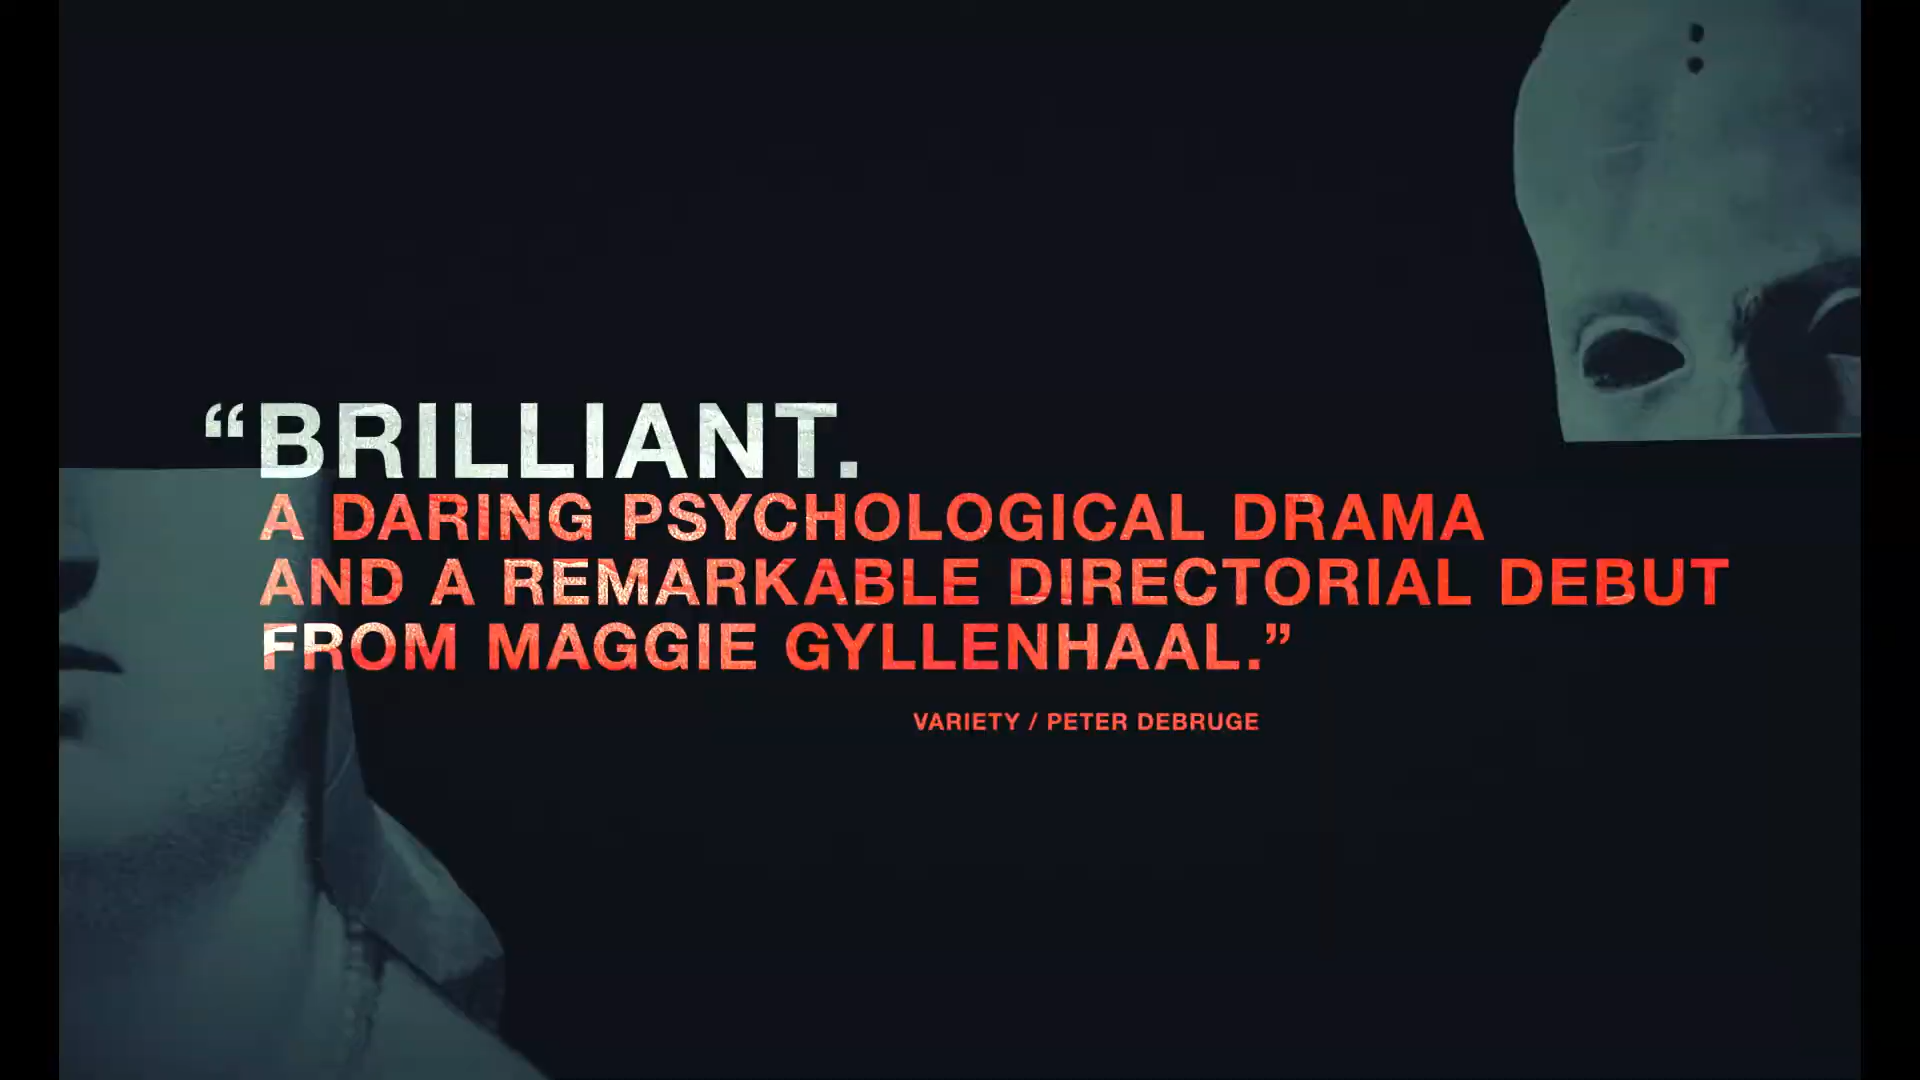 “BRILLIANT.
A DARING PSYCHOLOGICAL DRAMA
AND A REMARKABLE DIRECTORIAL DEBUT
FROM MAGGIE GYLLENHAAL.”
VARIETY / PETER DEBRUGE